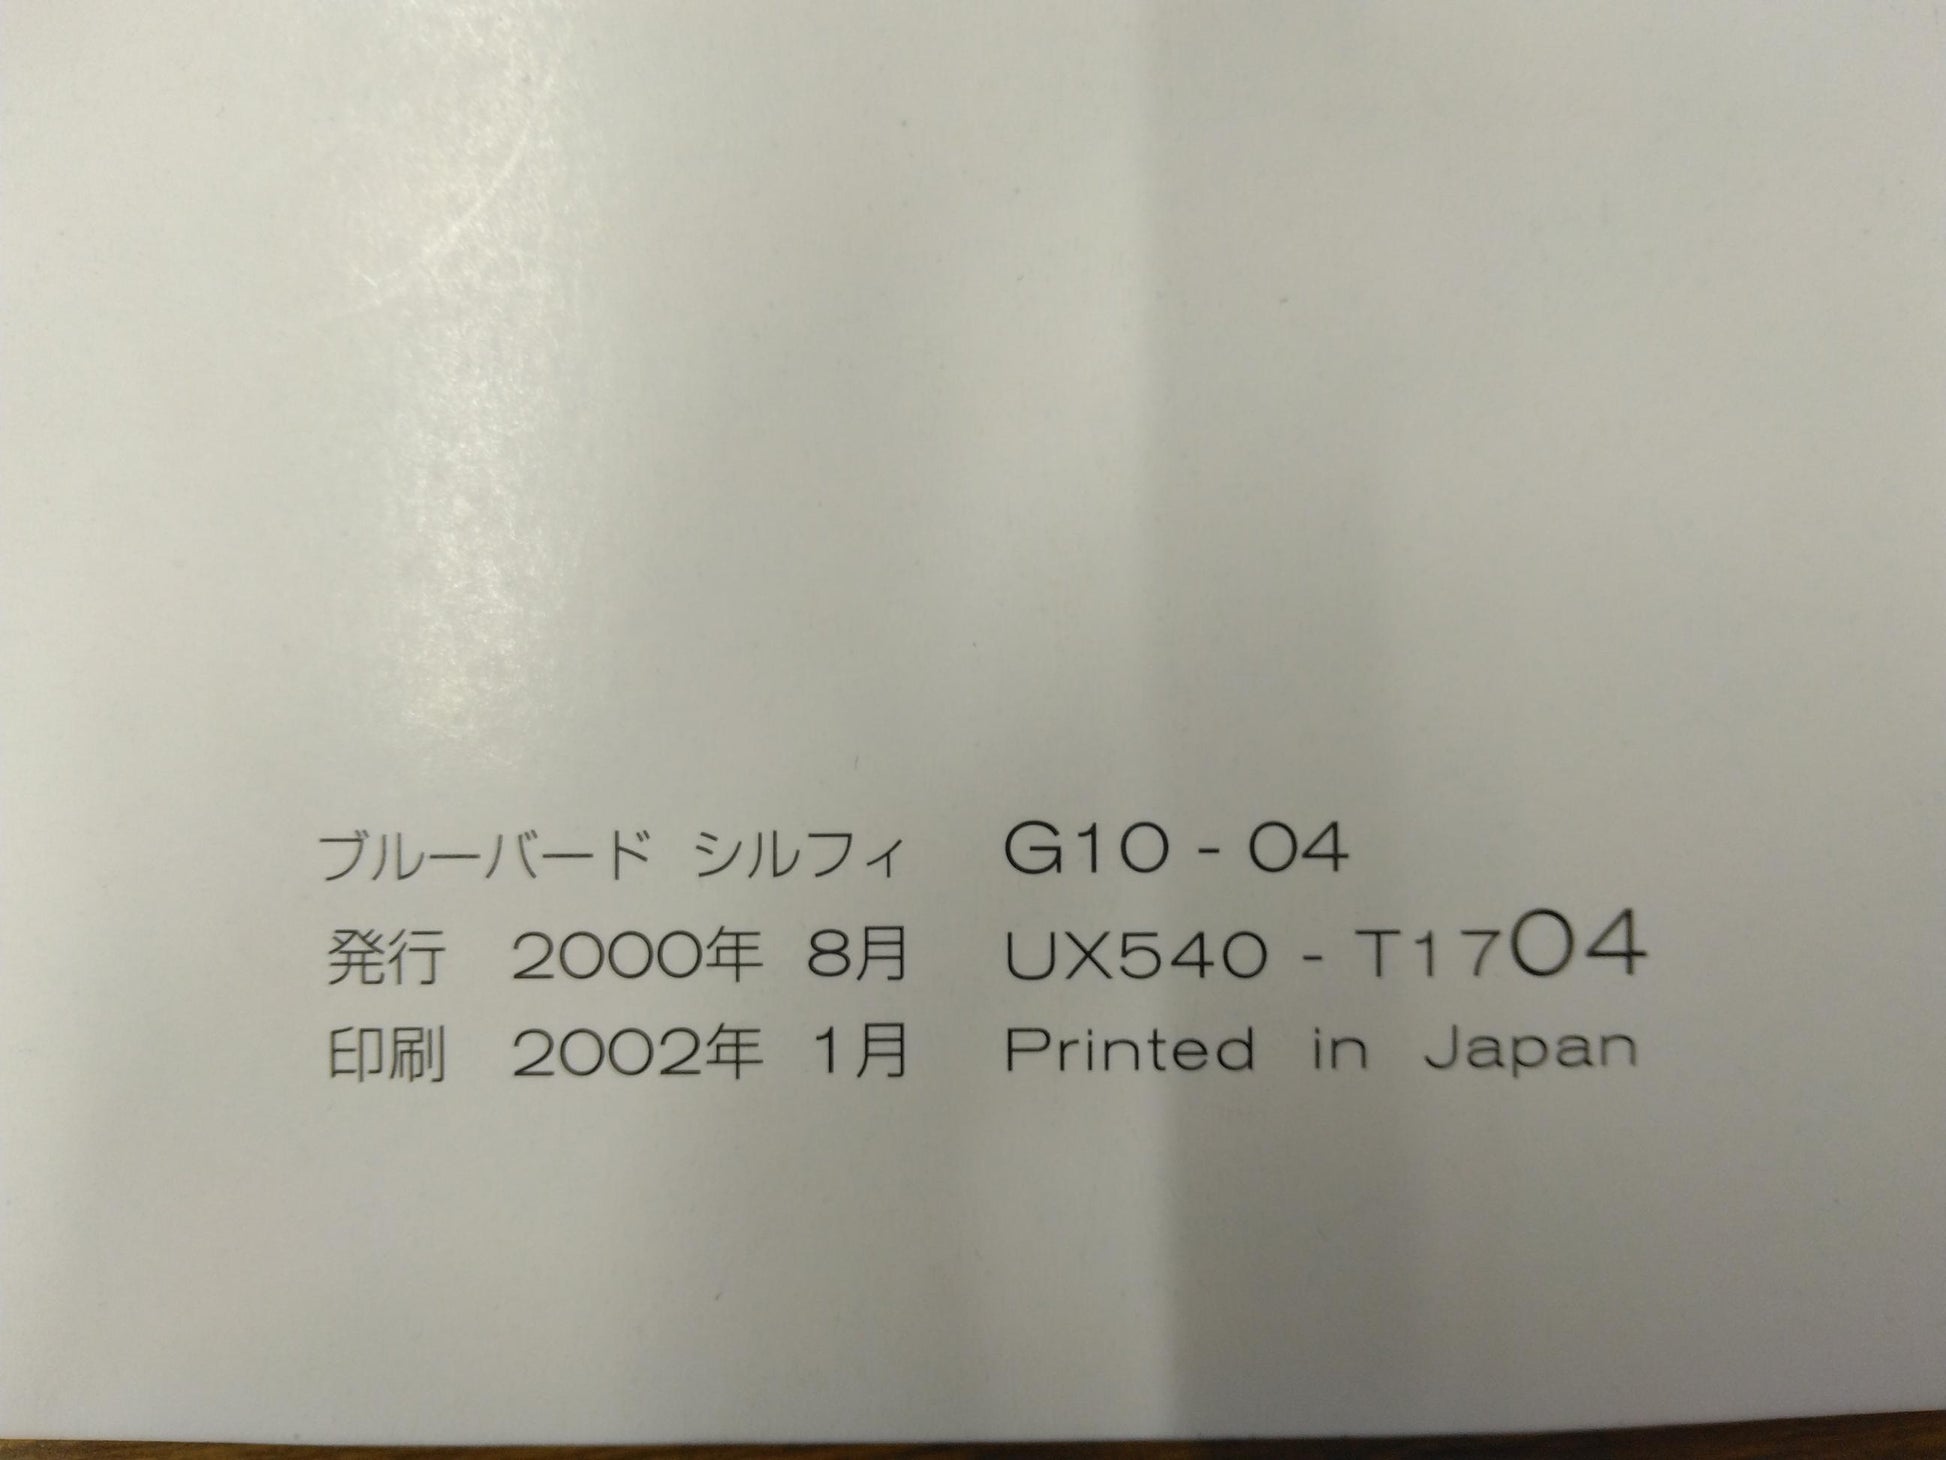 ブルーバード シルフィ G10 - 04
発行 2000年 8月 UX540 - T1704
印刷 2002年 1月 Printed in Japan